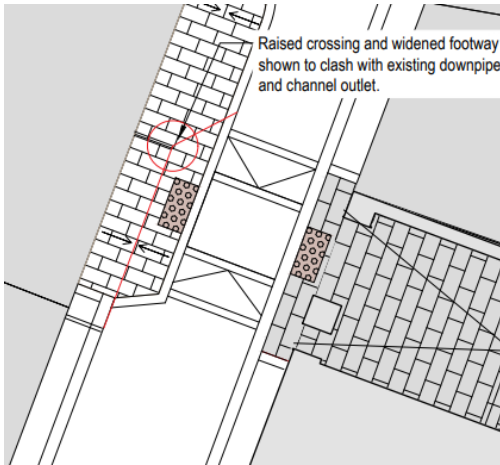 Raised crossing and widened footway
shown to clash with existing downpipe
and channel outlet.